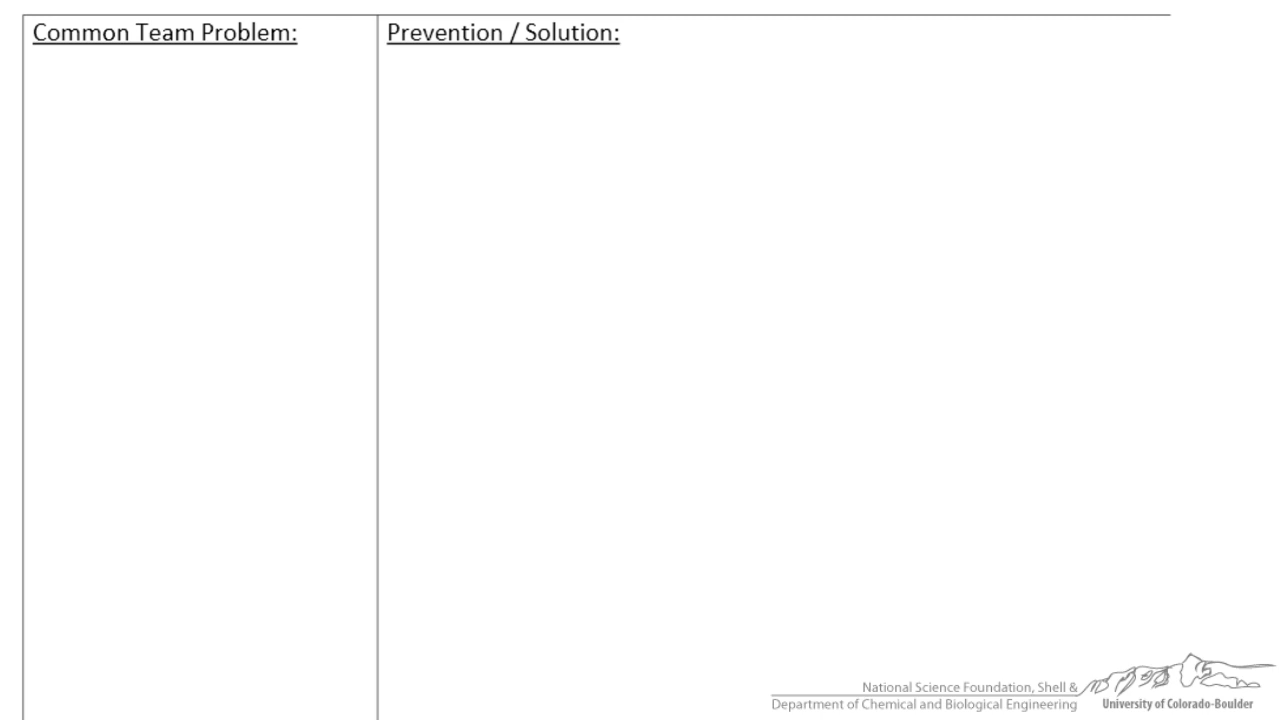 Common Team Problem:
Prevention / Solution:
National Science Foundation, Shell &
Department of Chemical and Biological Engineering
University of Colorado-Boulder